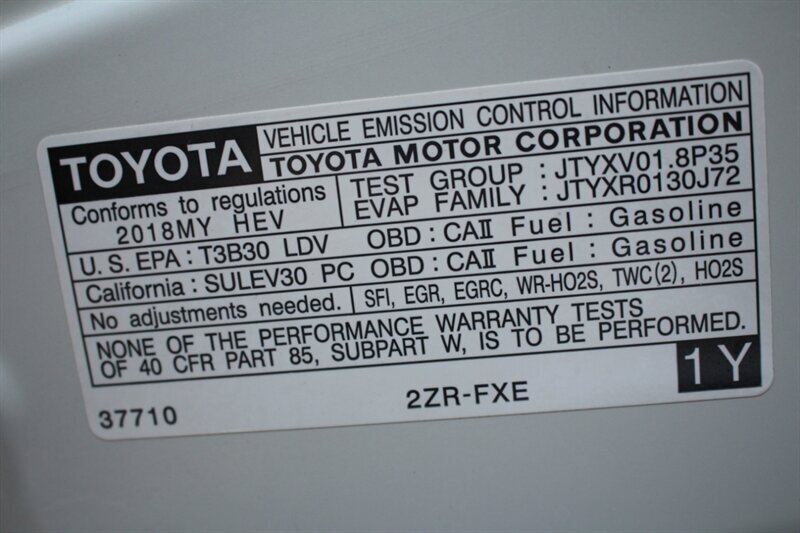 TOYOTA
VEHICLE EMISSION CONTROL INFORMATION
TOYOTA MOTOR CORPORATION
Conforms to regulations
2018MY HEV
TEST GROUP : JTYXV01.8P35
EVAP FAMILY : JTYXR0130J72
U.S. EPA : T3B30 LDV OBD : CAⅡ Fuel : Gasoline
California : SULEV30 PC OBD : CAⅡ Fuel : Gasoline
No adjustments needed. SFI, EGR, EGRC, WR-HO2S, TWC(2), HO2S
NONE OF THE PERFORMANCE WARRANTY TESTS
OF 40 CFR PART 85, SUBPART W, IS TO BE PERFORMED.
37710 2ZR-FXE 1Y